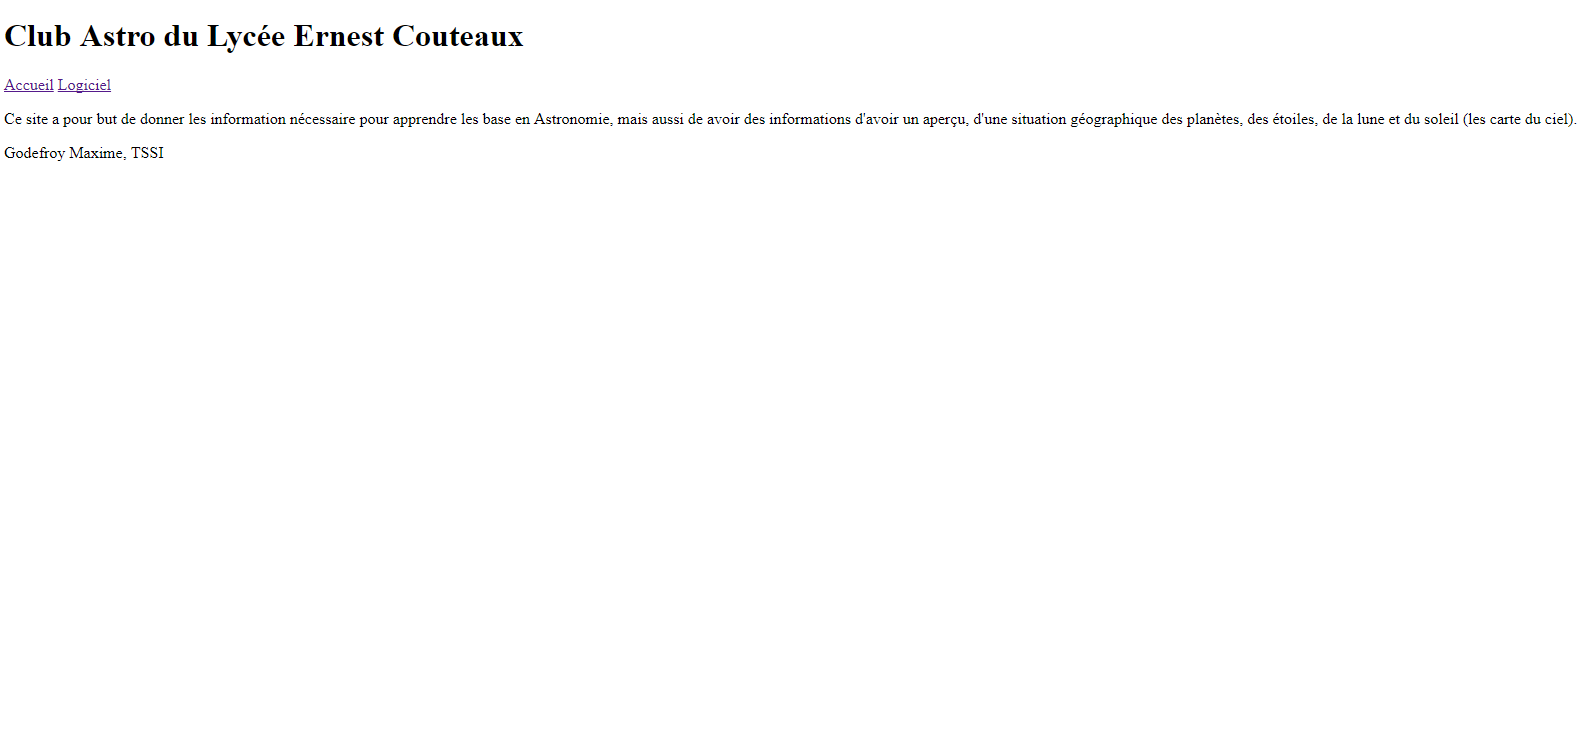 Club Astro du Lycée Ernest Couteaux
Accueil Logiciel
Ce site a pour but de donner les information nécessaire pour apprendre les base en Astronomie, mais aussi de avoir des informations d'avoir un aperçu, d'une situation géographique des planètes, des étoiles, de la lune et du soleil (les carte du ciel).
Godefroy Maxime, TSSI